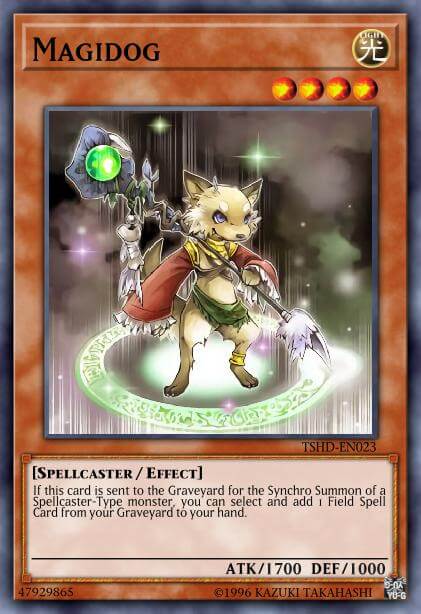 MAGIDOG
LIGHT
光
TSHD-EN023
[SPELLCASTER / EFFECT]
If this card is sent to the Graveyard for the Synchro Summon of a
Spellcaster-Type monster, you can select and add 1 Field Spell
Card from your Graveyard to your hand.
ATK/1700 DEF/1000
47929865
©1996 KAZUKI TAKAHASHI